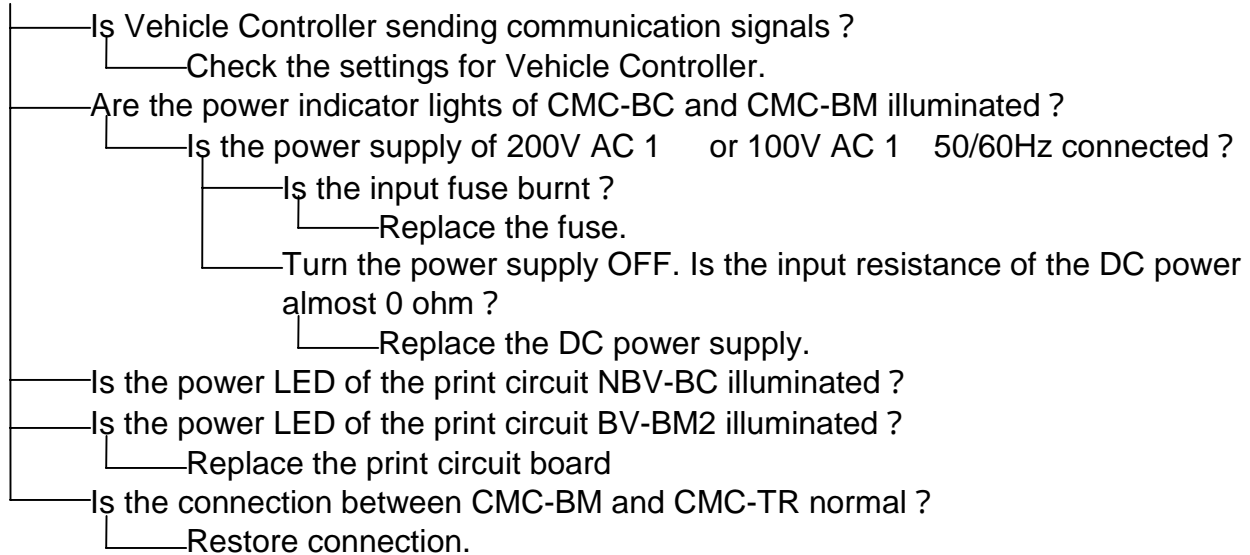 Is Vehicle Controller sending communication signals ?
Check the settings for Vehicle Controller.
Are the power indicator lights of CMC-BC and CMC-BM illuminated ?
Is the power supply of 200V AC 1 or 100V AC 1 50/60Hz connected ?
Is the input fuse burnt ?
Replace the fuse.
Turn the power supply OFF. Is the input resistance of the DC power
almost 0 ohm ?
Replace the DC power supply.
Is the power LED of the print circuit NBV-BC illuminated ?
Is the power LED of the print circuit BV-BM2 illuminated ?
Replace the print circuit board
Is the connection between CMC-BM and CMC-TR normal ?
Restore connection.